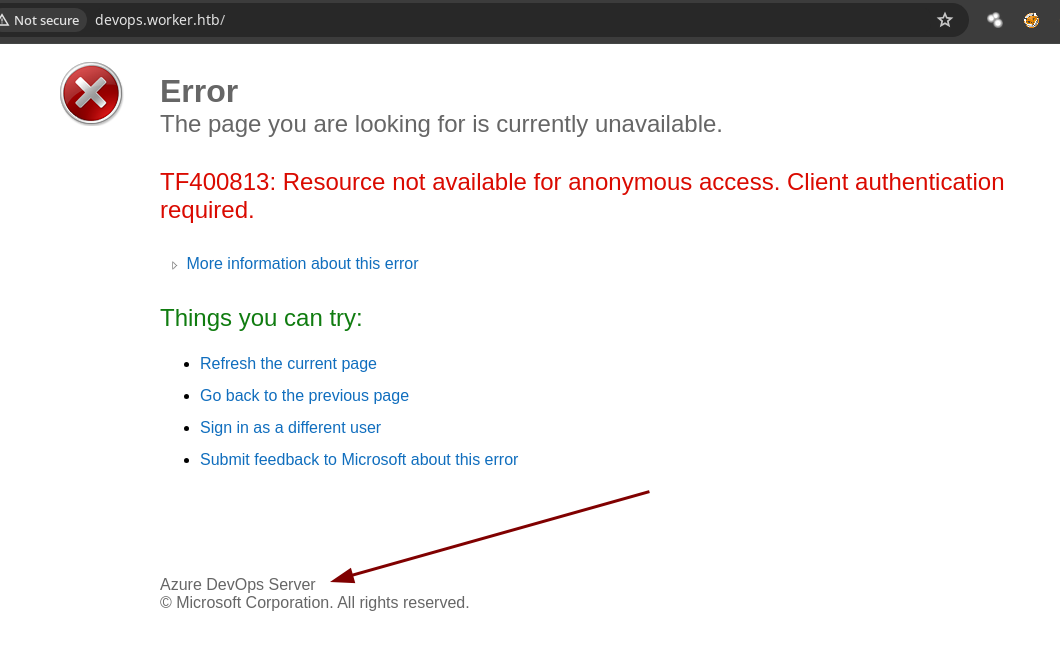 Not secure devops.worker.htb/
Error
The page you are looking for is currently unavailable.
TF400813: Resource not available for anonymous access. Client authentication
required.
More information about this error
Things you can try:
Refresh the current page
Go back to the previous page
Sign in as a different user
Submit feedback to Microsoft about this error
Azure DevOps Server
© Microsoft Corporation. All rights reserved.